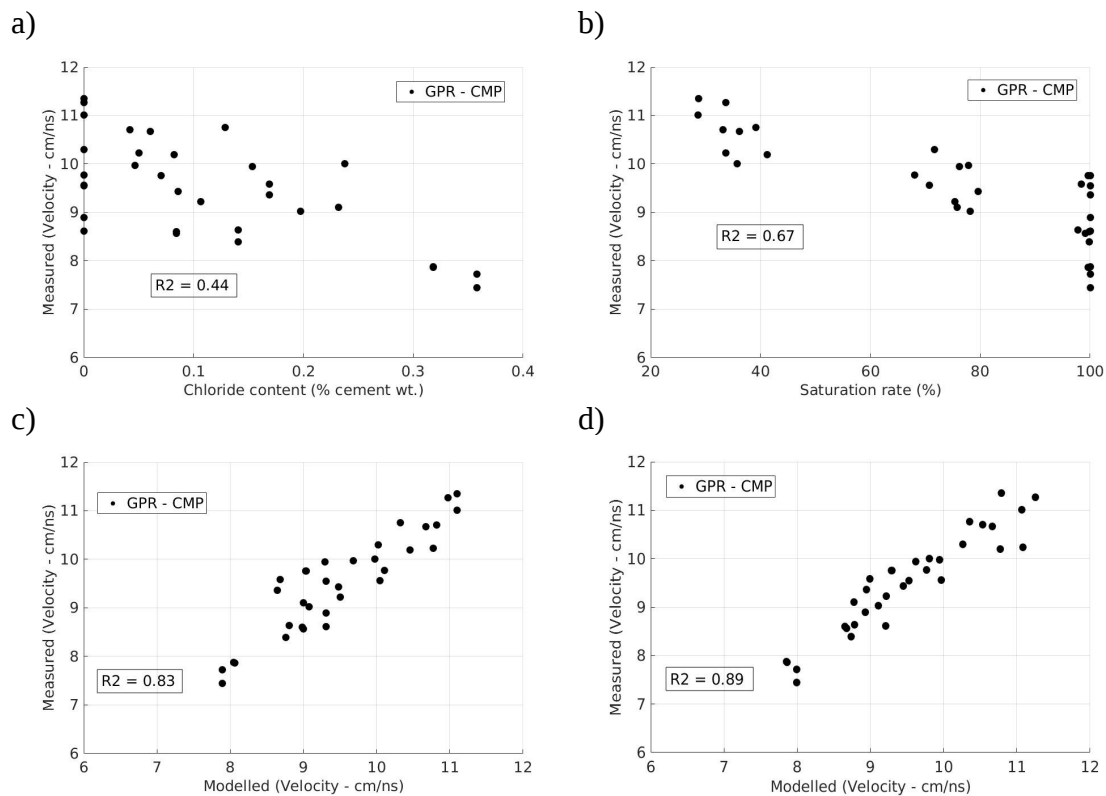 a)
12
11
10
9
8
7
6
0
0.1
0.2
0.3
0.4
Measured (Velocity - cm/ns)
Chloride content (% cement wt.)
GPR - CMP
R2 = 0.44
b)
12
11
10
9
8
7
6
20
40
60
80
100
Measured (Velocity - cm/ns)
Saturation rate (%)
GPR - CMP
R2 = 0.67
c)
12
11
10
9
8
7
6
6
7
8
9
10
11
12
Measured (Velocity - cm/ns)
Modelled (Velocity - cm/ns)
GPR - CMP
R2 = 0.83
d)
12
11
10
9
8
7
6
6
7
8
9
10
11
12
Measured (Velocity - cm/ns)
Modelled (Velocity - cm/ns)
GPR - CMP
R2 = 0.89